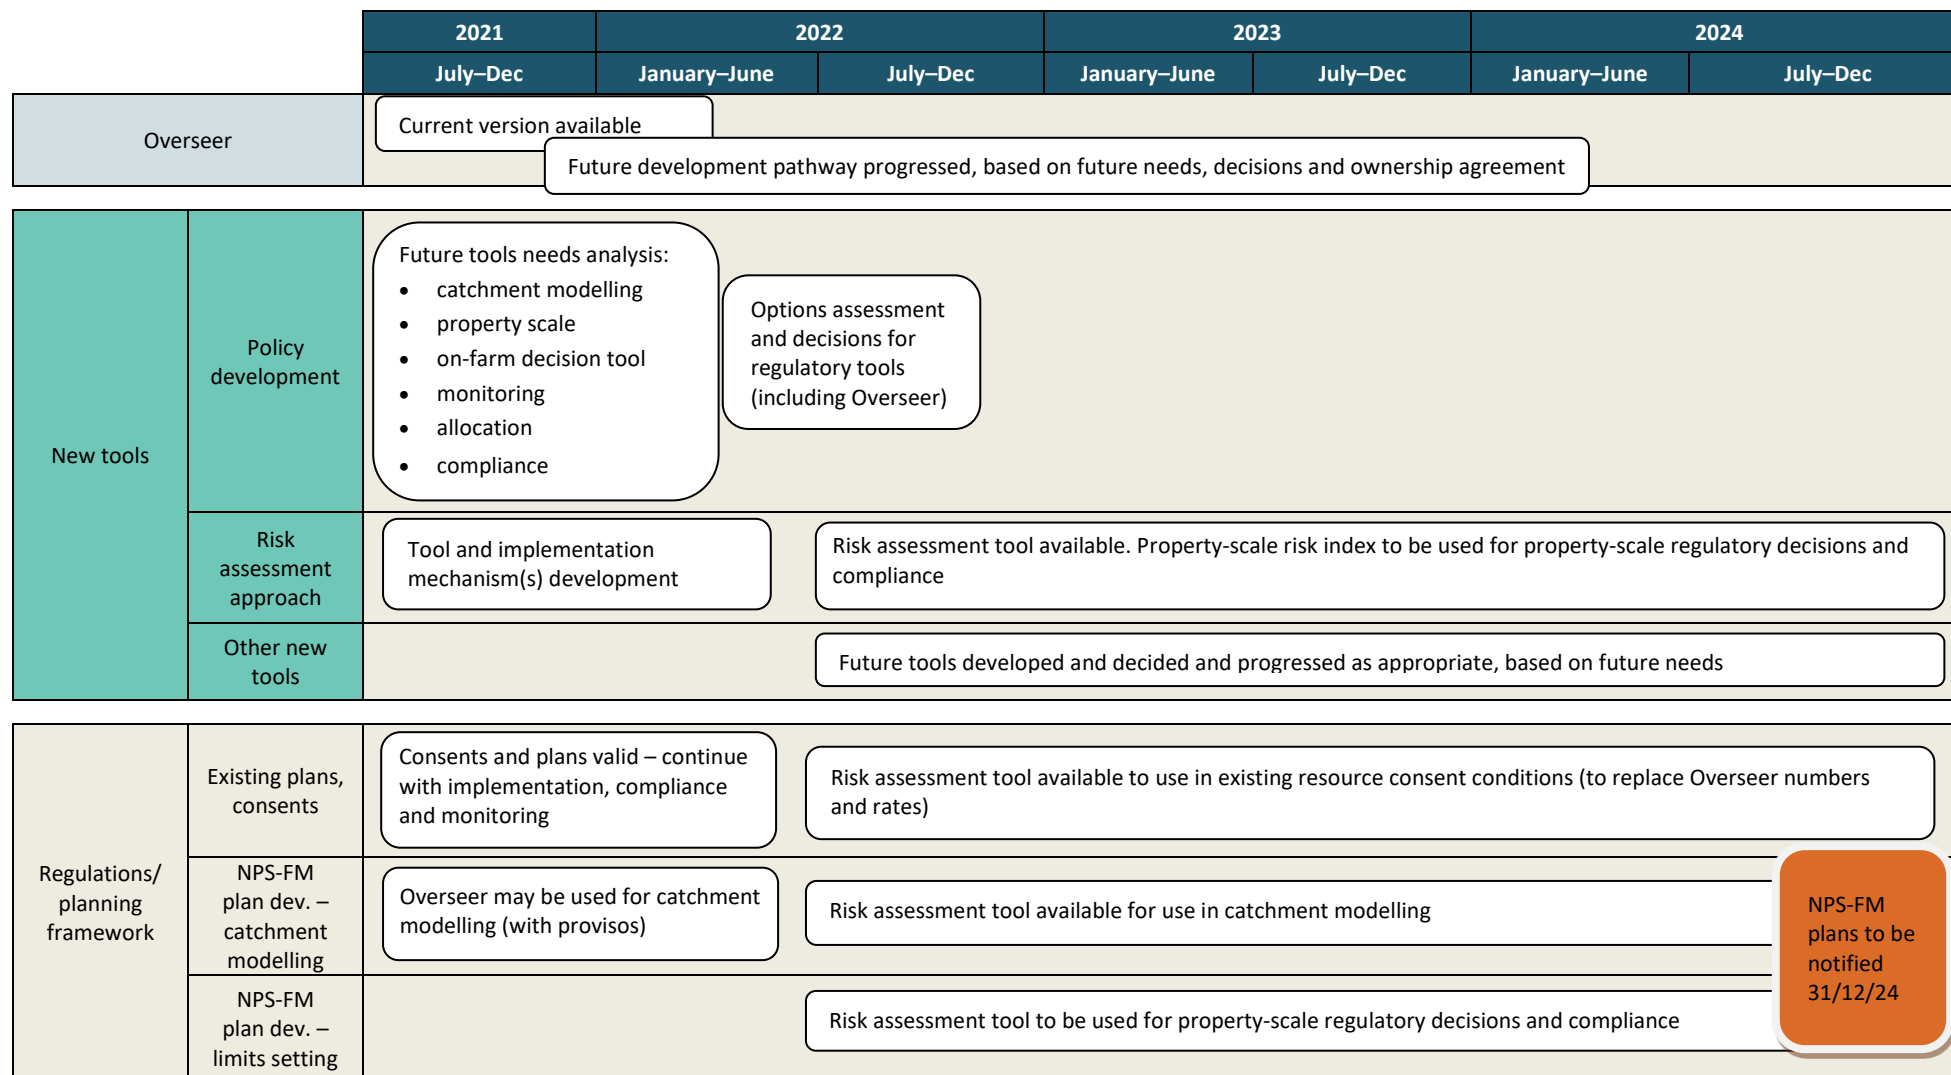 2021
2022
2023
2024
July–Dec
January–June
July–Dec
January–June
July–Dec
January–June
July–Dec
Overseer
Current version available
Future development pathway progressed, based on future needs, decisions and ownership agreement
New tools
Policy
development
Future tools needs analysis:
• catchment modelling
• property scale
• on-farm decision tool
• monitoring
• allocation
• compliance
Options assessment
and decisions for
regulatory tools
(including Overseer)
Risk
assessment
approach
Tool and implementation
mechanism(s) development
Risk assessment tool available. Property-scale risk index to be used for property-scale regulatory decisions and
compliance
Other new
tools
Future tools developed and decided and progressed as appropriate, based on future needs
Regulations/
planning
framework
Existing plans,
consents
Consents and plans valid – continue
with implementation, compliance
and monitoring
Risk assessment tool available to use in existing resource consent conditions (to replace Overseer numbers
and rates)
NPS-FM
plan dev. –
catchment
modelling
Overseer may be used for catchment
modelling (with provisos)
Risk assessment tool available for use in catchment modelling
NPS-FM
plans to be
notified
31/12/24
NPS-FM
plan dev. –
limits setting
Risk assessment tool to be used for property-scale regulatory decisions and compliance